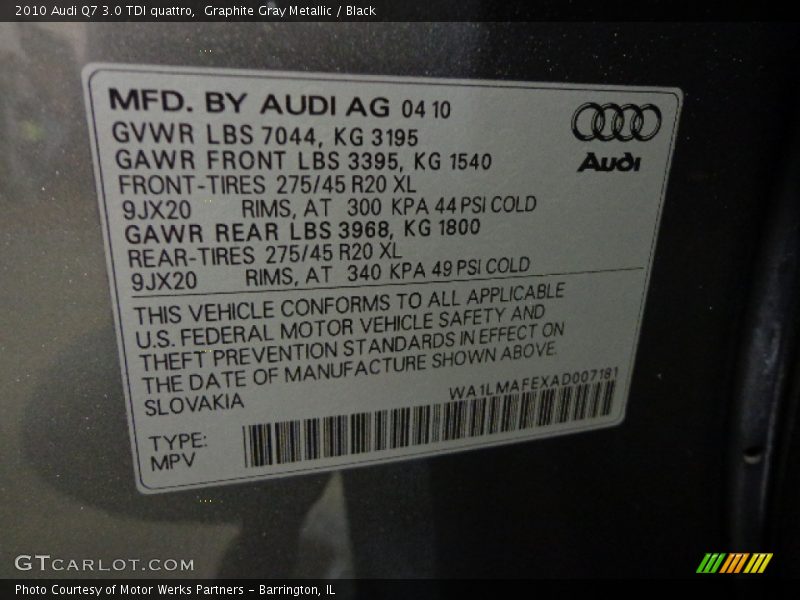 2010 Audi Q7 3.0 TDI quattro,  Graphite Gray Metallic / Black
MFD. BY AUDI AG 04 10
GVWR LBS 7044, KG 3195
GAWR FRONT LBS 3395, KG 1540
FRONT-TIRES 275/45 R20 XL
9JX20 RIMS, AT 300 KPA 44 PSI COLD
GAWR REAR LBS 3968, KG 1800
REAR-TIRES 275/45 R20 XL
9JX20 RIMS, AT 340 KPA 49 PSI COLD
Audi
THIS VEHICLE CONFORMS TO ALL APPLICABLE
U.S. FEDERAL MOTOR VEHICLE SAFETY AND
THEFT PREVENTION STANDARDS IN EFFECT ON
THE DATE OF MANUFACTURE SHOWN ABOVE.
SLOVAKIA
WA1LMAFEXAD007181
TYPE:
MPV
GTCARLOT.COM
Photo Courtesy of Motor Werks Partners - Barrington, IL